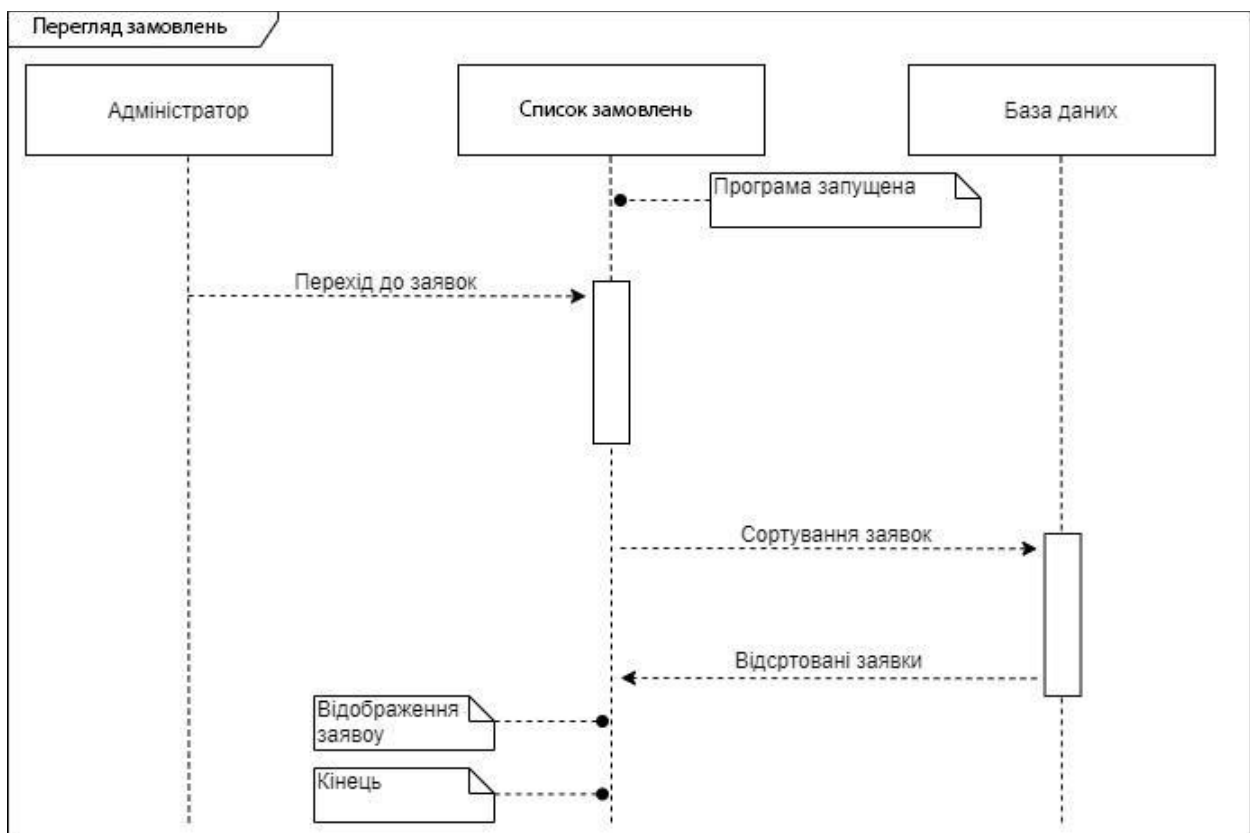 Перегляд замовлень
Адміністратор
Список замовлень
База даних
Програма запущена
Перехід до заявок
Сортування заявок
Відсртовані заявки
Відображення
заявоу
Кінець